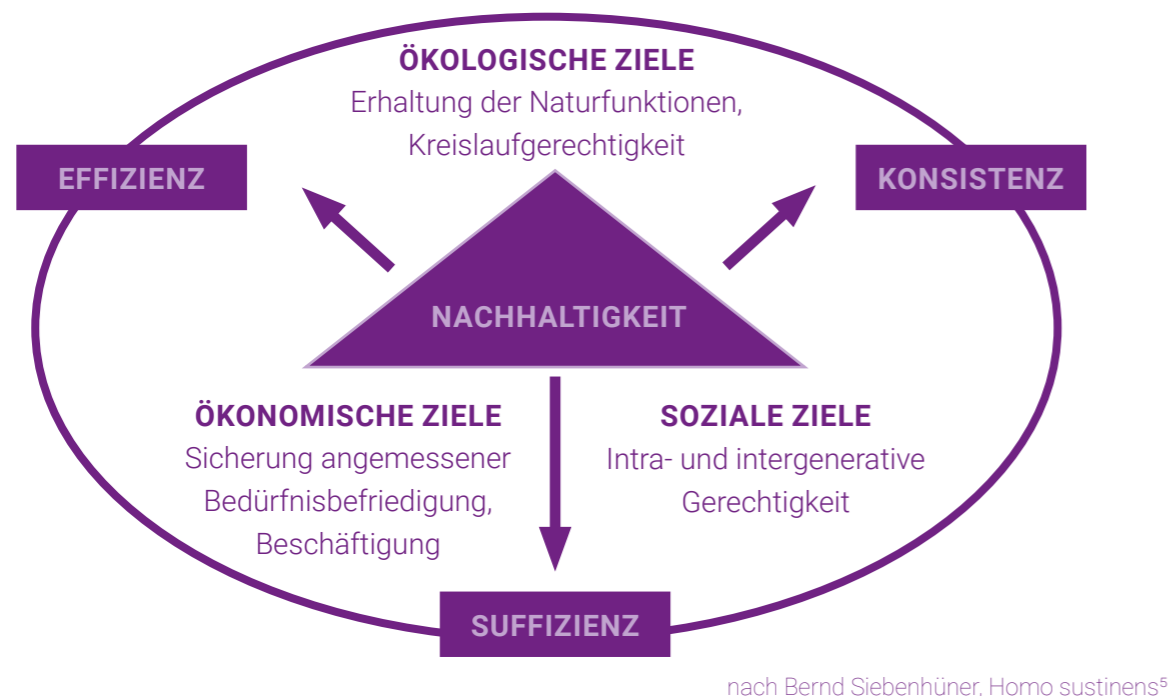 ÖKOLOGISCHE ZIELE
Erhaltung der Naturfunktionen,
Kreislaufgerechtigkeit
EFFIZIENZ
KONSISTENZ
NACHHALTIGKEIT
ÖKONOMISCHE ZIELE
Sicherung angemessener
Bedürfnisbefriedigung,
Beschäftigung
SOZIALE ZIELE
Intra- und intergenerative
Gerechtigkeit
SUFFIZIENZ
nach Bernd Siebenhüner, Homo sustinens⁵